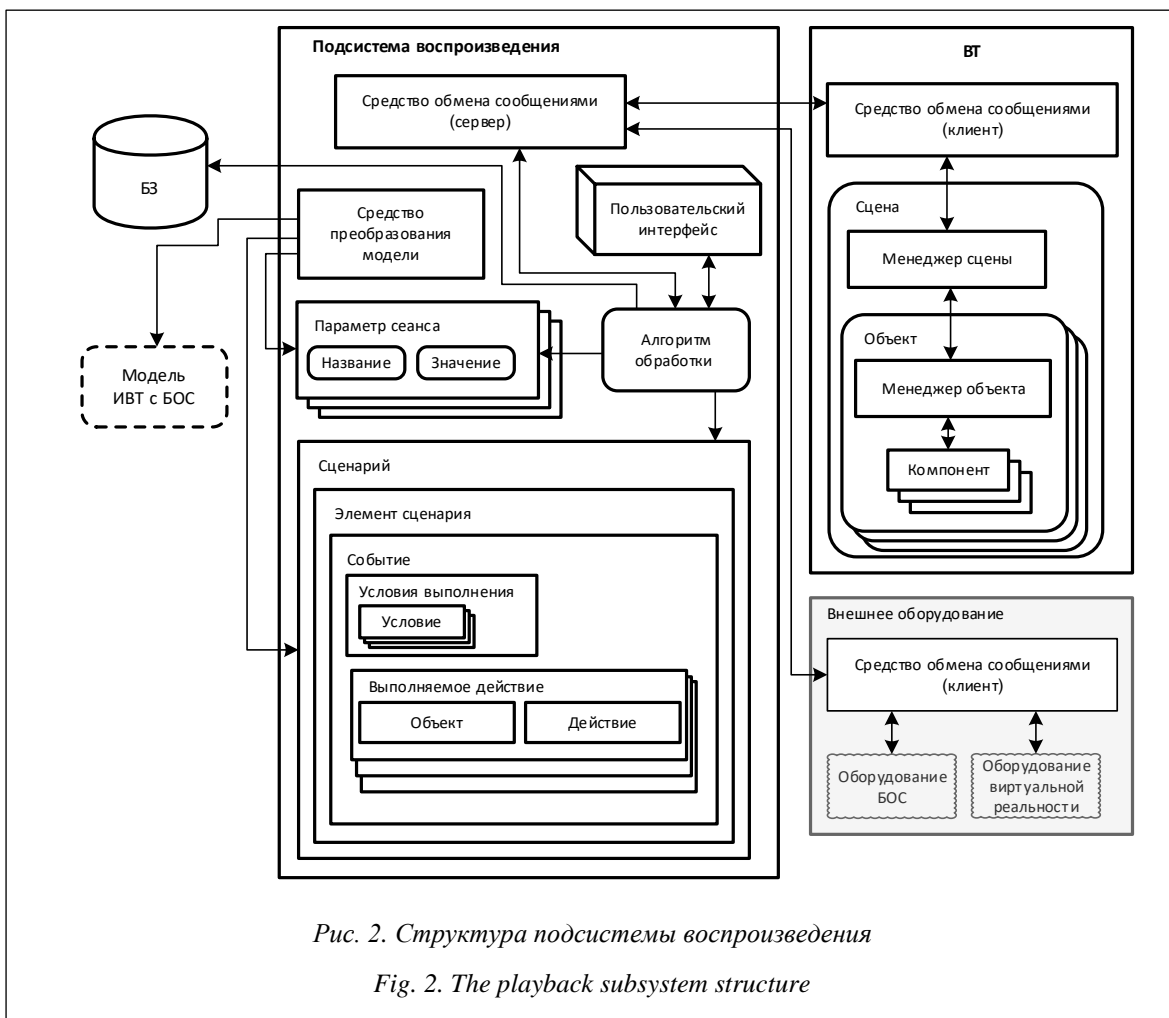 Подсистема воспроизведения
Средство обмена сообщениями
(сервер)
БЗ
Средство
преобразования
модели
Пользовательский
интерфейс
Параметр сеанса
Название
Значение
Алгоритм
обработки
Модель
ИВТ с БОС
Сценарий
Элемент сценария
Событие
Условия выполнения
Условие
Выполняемое действие
Объект
Действие
ВТ
Средство обмена сообщениями
(клиент)
Сцена
Менеджер сцены
Объект
Менеджер объекта
Компонент
Внешнее оборудование
Средство обмена сообщениями
(клиент)
Оборудование
БОС
Оборудование
виртуальной
реальности
Рис. 2. Структура подсистемы воспроизведения
Fig. 2. The playback subsystem structure